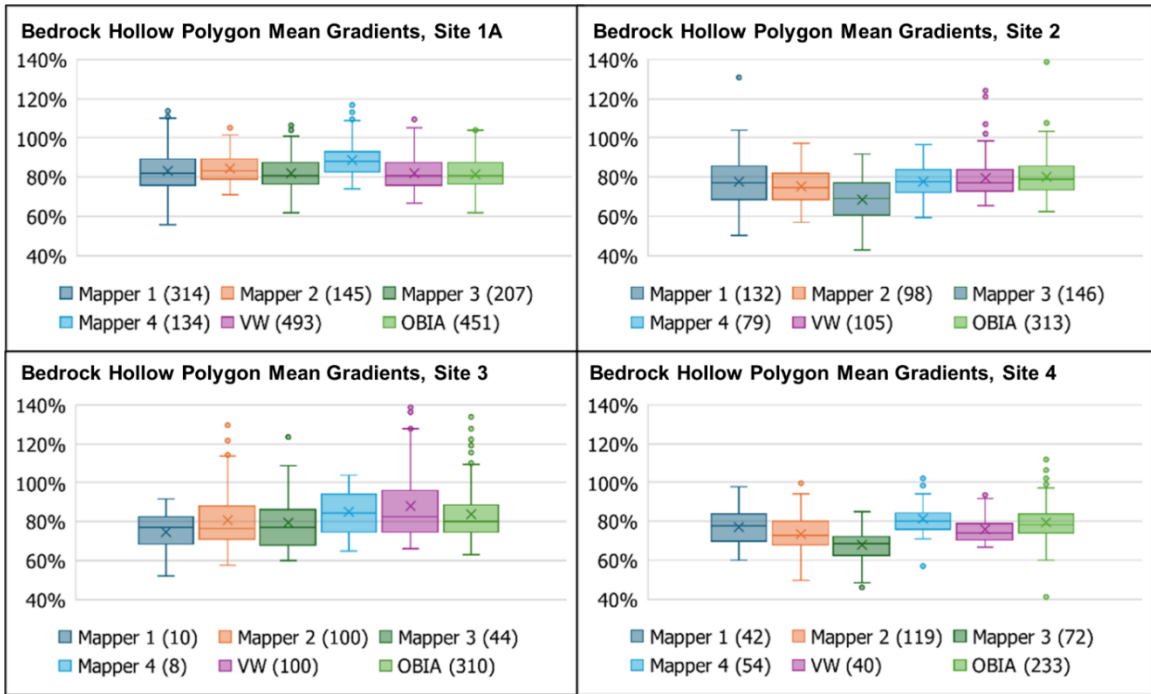 Bedrock Hollow Polygon Mean Gradients, Site 1A
140%
120%
100%
80%
60%
40%
Mapper 1 (314) Mapper 2 (145) Mapper 3 (207)
Mapper 4 (134) VW (493) OBIA (451)
Bedrock Hollow Polygon Mean Gradients, Site 2
140%
120%
100%
80%
60%
40%
Mapper 1 (132) Mapper 2 (98) Mapper 3 (146)
Mapper 4 (79) VW (105) OBIA (313)
Bedrock Hollow Polygon Mean Gradients, Site 3
140%
120%
100%
80%
60%
40%
Mapper 1 (10) Mapper 2 (100) Mapper 3 (44)
Mapper 4 (8) VW (100) OBIA (310)
Bedrock Hollow Polygon Mean Gradients, Site 4
140%
120%
100%
80%
60%
40%
Mapper 1 (42) Mapper 2 (119) Mapper 3 (72)
Mapper 4 (54) VW (40) OBIA (233)